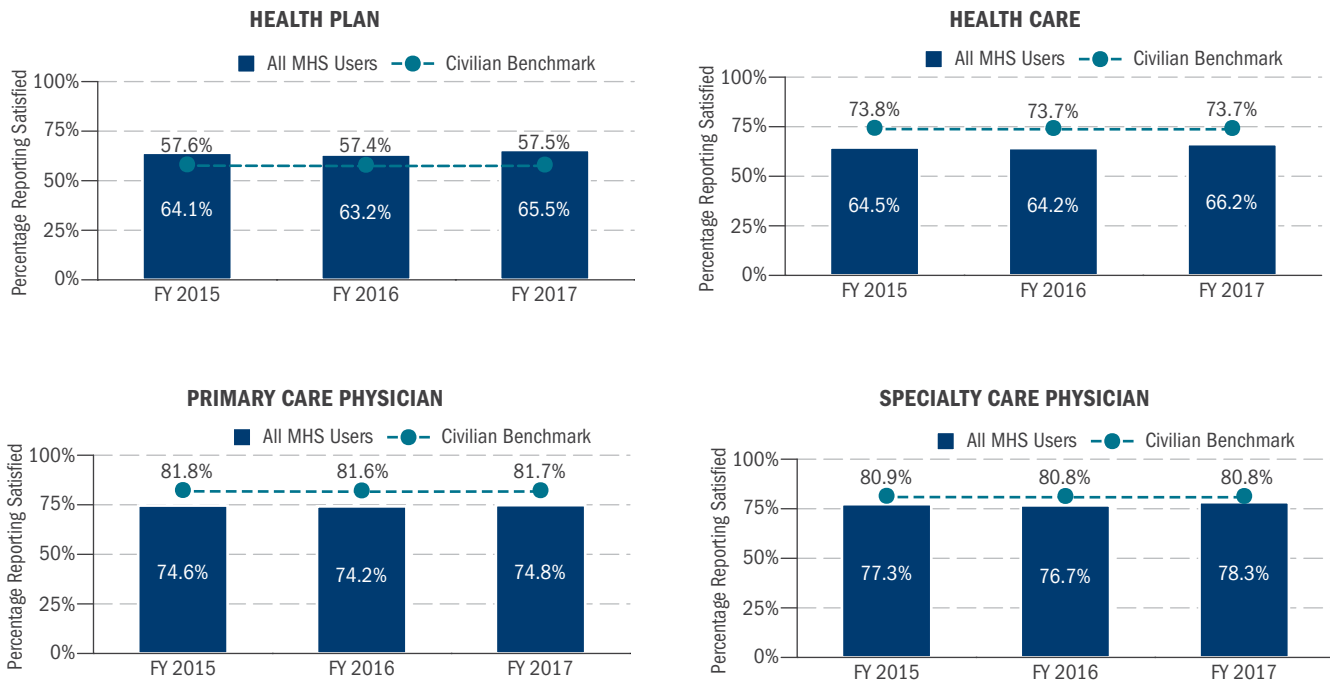 HEALTH PLAN
All MHS Users Civilian Benchmark
Percentage Reporting Satisfied
100%
75%
50%
25%
0%
57.6% 57.4% 57.5%
64.1% 63.2% 65.5%
FY 2015 FY 2016 FY 2017
HEALTH CARE
All MHS Users Civilian Benchmark
Percentage Reporting Satisfied
100%
75%
50%
25%
0%
73.8% 73.7% 73.7%
64.5% 64.2% 66.2%
FY 2015 FY 2016 FY 2017
PRIMARY CARE PHYSICIAN
All MHS Users Civilian Benchmark
Percentage Reporting Satisfied
100%
75%
50%
25%
0%
81.8% 81.6% 81.7%
74.6% 74.2% 74.8%
FY 2015 FY 2016 FY 2017
SPECIALTY CARE PHYSICIAN
All MHS Users Civilian Benchmark
Percentage Reporting Satisfied
100%
75%
50%
25%
0%
80.9% 80.8% 80.8%
77.3% 76.7% 78.3%
FY 2015 FY 2016 FY 2017